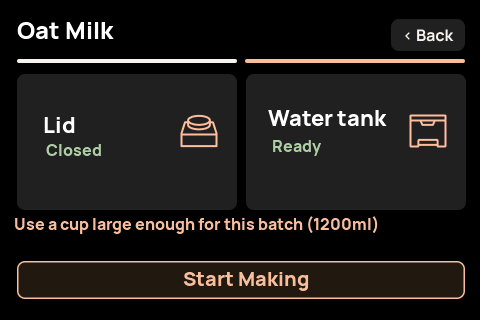 Oat Milk
‹ Back
Lid
Closed
Water tank
Ready
Use a cup large enough for this batch (1200ml)
Start Making